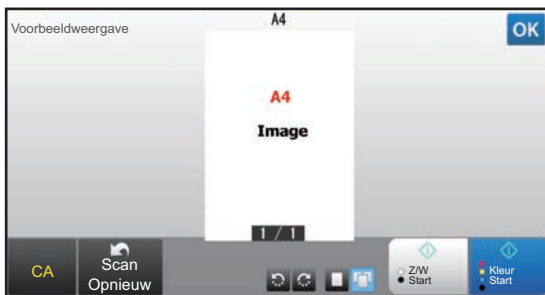 Voorbeeldweergave
A4
OK
A4
Image
1 / 1
CA
Scan
Opnieuw
Z/W
Start
Kleur
Start